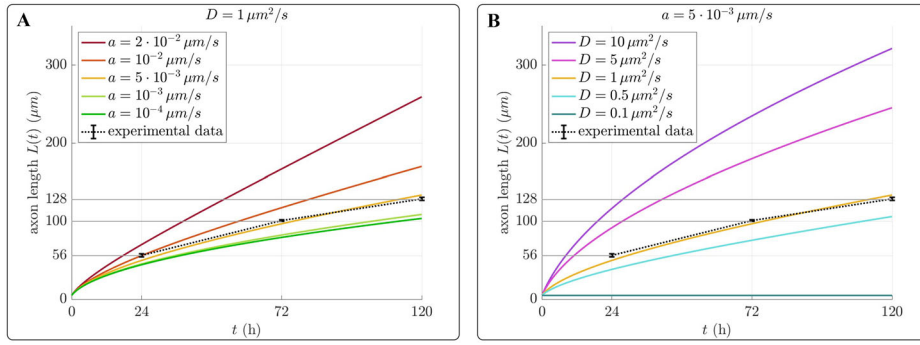 A
D = 1 μm²/s
a = 2 · 10⁻² μm/s
a = 10⁻² μm/s
a = 5 · 10⁻³ μm/s
a = 10⁻³ μm/s
a = 10⁻⁴ μm/s
experimental data
axon length L(t) (μm)
300
200
128
100
56
0
0 24 72 120
t (h)
B
a = 5 · 10⁻³ μm/s
D = 10 μm²/s
D = 5 μm²/s
D = 1 μm²/s
D = 0.5 μm²/s
D = 0.1 μm²/s
experimental data
axon length L(t) (μm)
300
200
128
100
56
0
0 24 72 120
t (h)